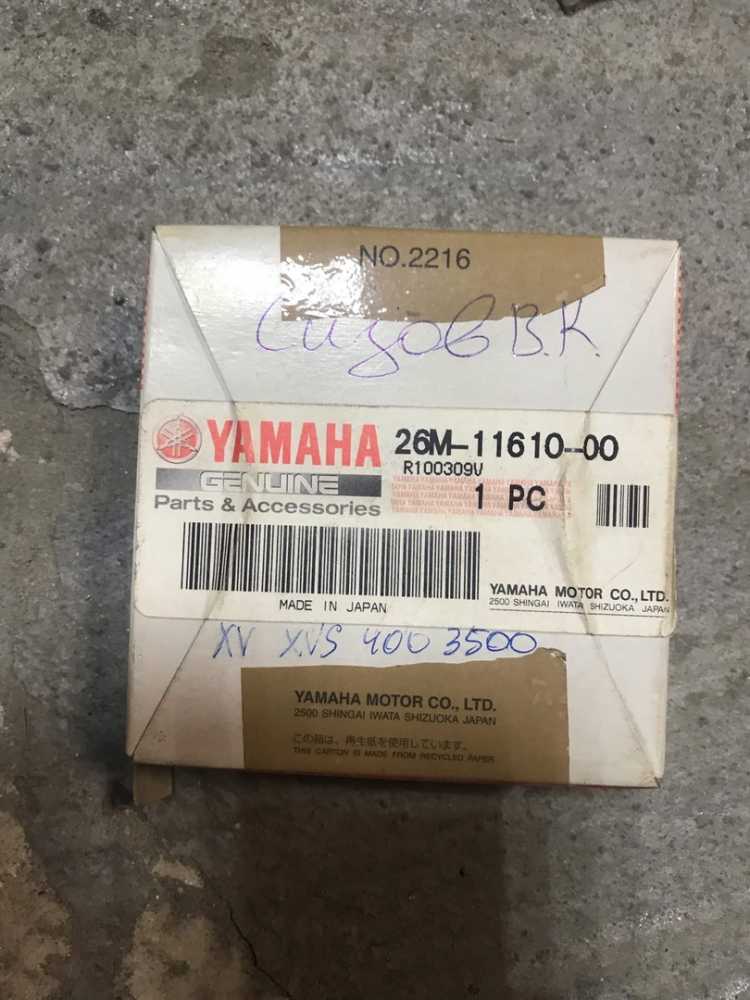 NO.2216
Сизов В.К.
YAMAHA 26M-11610-00
GENUINE R100309V
Parts & Accessories 1 PC
MADE IN JAPAN
YAMAHA MOTOR CO., LTD.
2500 SHINGAI IWATA SHIZUOKA JAPAN
XV XVS 400 3500
YAMAHA MOTOR CO., LTD.
2500 SHINGAI IWATA SHIZUOKA JAPAN
この箱は、再生紙を使用しています。
THIS CARTON IS MADE FROM RECYCLED PAPER